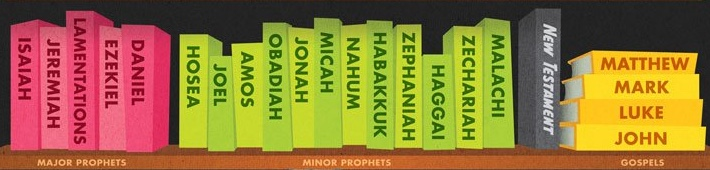 ISAIAH
JEREMIAH
LAMENTATIONS
EZEKIEL
DANIEL
HOSEA
JOEL
AMOS
OBADIAH
JONAH
MICAH
NAHUM
HABAKKUK
ZEPHANIAH
HAGGAI
ZECHARIAH
MALACHI
NEW TESTAMENT
MATTHEW
MARK
LUKE
JOHN
MAJOR PROPHETS
MINOR PROPHETS
GOSPELS